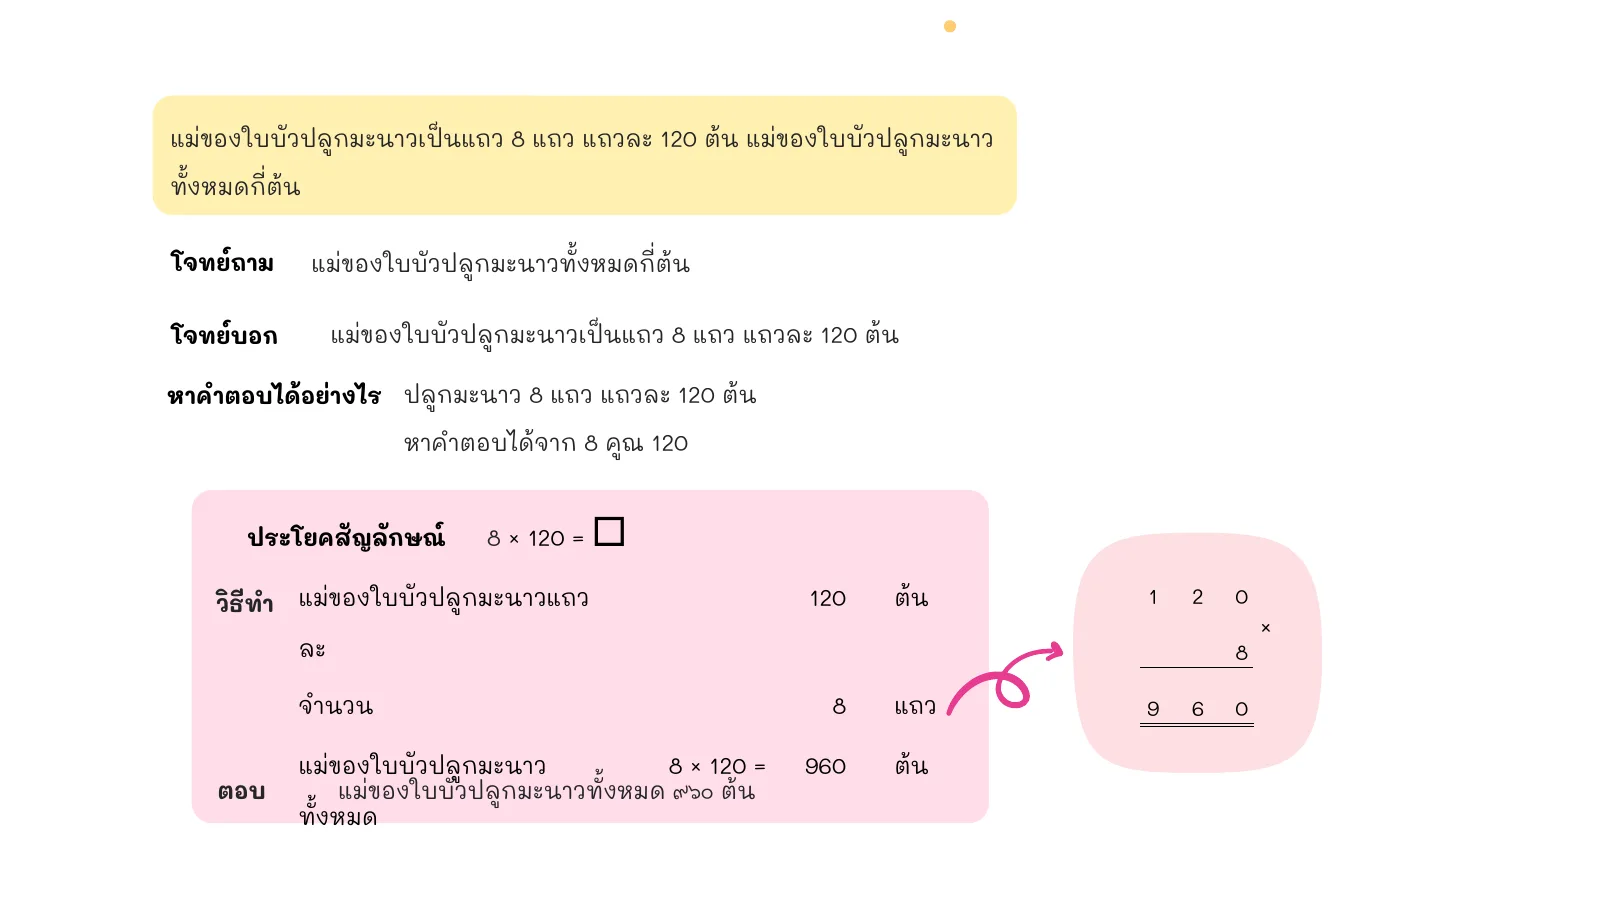 แม่ของใบบัวปลูกมะนาวเป็นแถว 8 แถว แถวละ 120 ต้น แม่ของใบบัวปลูกมะนาว
ทั้งหมดกี่ต้น
โจทย์ถาม แม่ของใบบัวปลูกมะนาวทั้งหมดกี่ต้น
โจทย์บอก แม่ของใบบัวปลูกมะนาวเป็นแถว 8 แถว แถวละ 120 ต้น
หาคำตอบได้อย่างไร ปลูกมะนาว 8 แถว แถวละ 120 ต้น
หาคำตอบได้จาก 8 คูณ 120
ประโยคสัญลักษณ์ 8 × 120 = □
วิธีทำ แม่ของใบบัวปลูกมะนาวแถว 120 ต้น
ละ
จำนวน 8 แถว
แม่ของใบบัวปลูกมะนาว 8 × 120 = 960 ต้น
ทั้งหมด
ตอบ แม่ของใบบัวปลูกมะนาวทั้งหมด ๙๖๐ ต้น
1 2 0
×
8
9 6 0